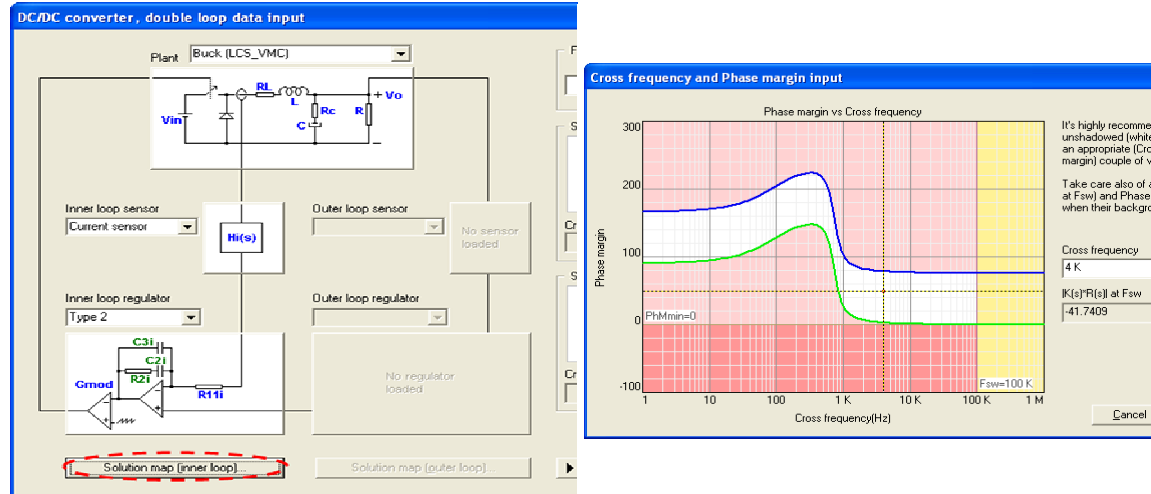 DC/DC converter, double loop data input
Plant
Buck (LCS_VMC)
F
RL
L
+ Vo
Vin
Rc
R
C
-
S
Inner loop sensor
Current sensor
Outer loop sensor
Hi(s)
No sensor
loaded
Inner loop regulator
Type 2
Outer loop regulator
S
C3i
C2i
R2i
Gmod
R11i
+
-
+
No regulator
loaded
Solution map (inner loop)...
Solution map (outer loop)...
Cross frequency and Phase margin input
Phase margin vs Cross frequency
300
200
100
0
-100
Phase margin
PhMmin=0
Fsw=100 K
1 10 100 1 K 10 K 100 K 1 M
Cross frequency(Hz)
It's highly recomme
unshadowed (white
an appropriate (Cro
margin) couple of v
Take care also of a
at Fsw) and Phase
when their backgro
Cross frequency
4 K
|K(s)*R(s)| at Fsw
-41.7409
Cancel